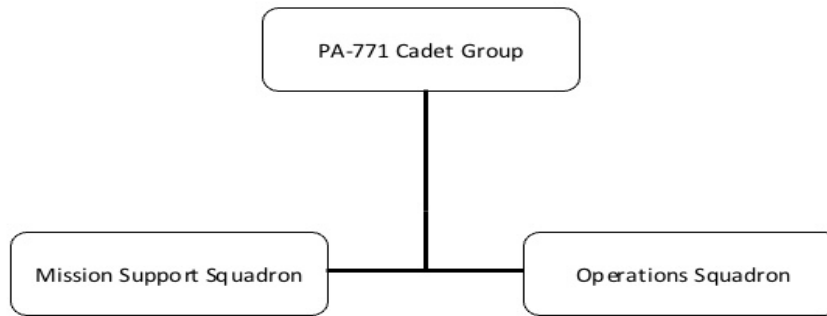 PA-771 Cadet Group
Mission Support Squadron
Operations Squadron